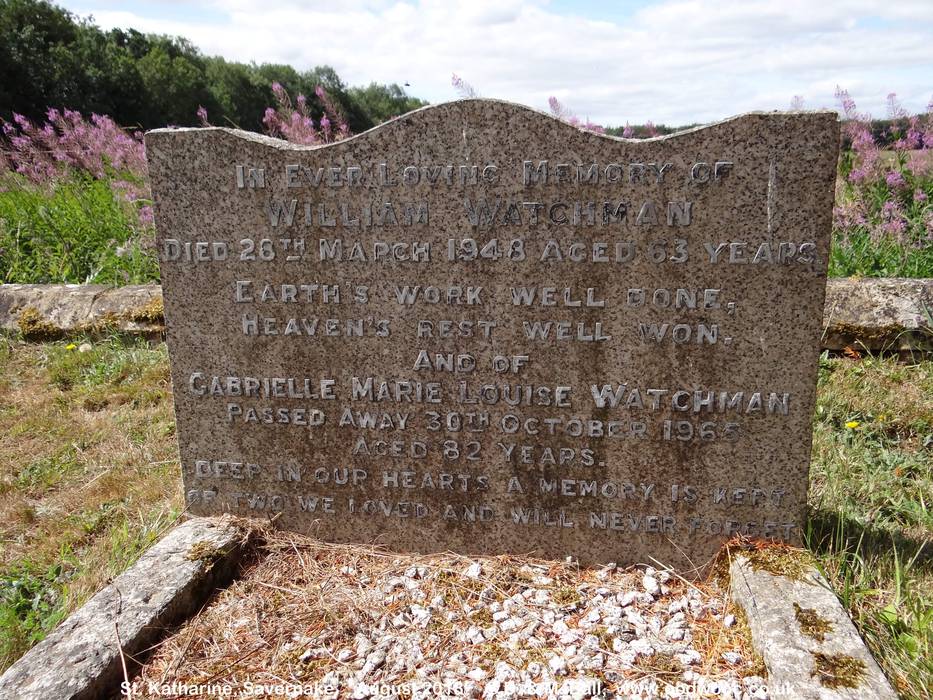 In Ever Loving Memory of
William Watchman
Died 28th March 1948 Aged 63 years
Earth's work well done,
Heaven's rest well won.
And of
Gabrielle Marie Louise Watchman
Passed Away 30th October 1965
Aged 82 years.
Deep in our hearts a memory is kept
Of two we loved and will never forget
St. Katharine, Savernake, August 2018